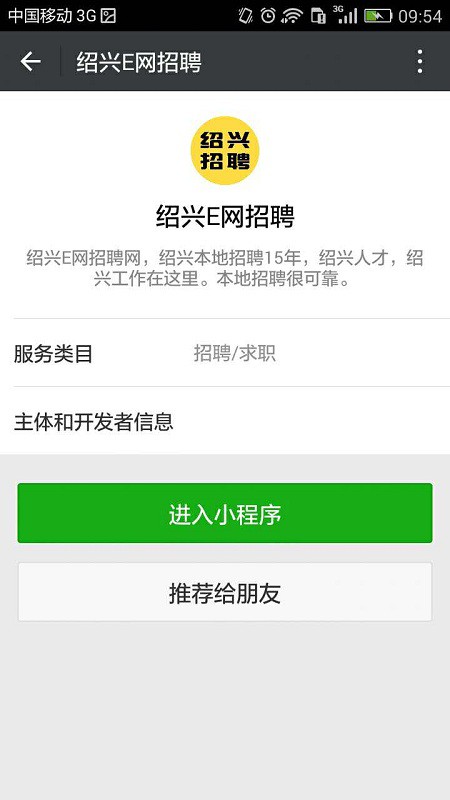 中国移动 3G 3G 09:54
绍兴E网招聘
绍兴
招聘
绍兴E网招聘
绍兴E网招聘网，绍兴本地招聘15年，绍兴人才，绍
兴工作在这里。本地招聘很可靠。
服务类目 招聘/求职
主体和开发者信息
进入小程序
推荐给朋友